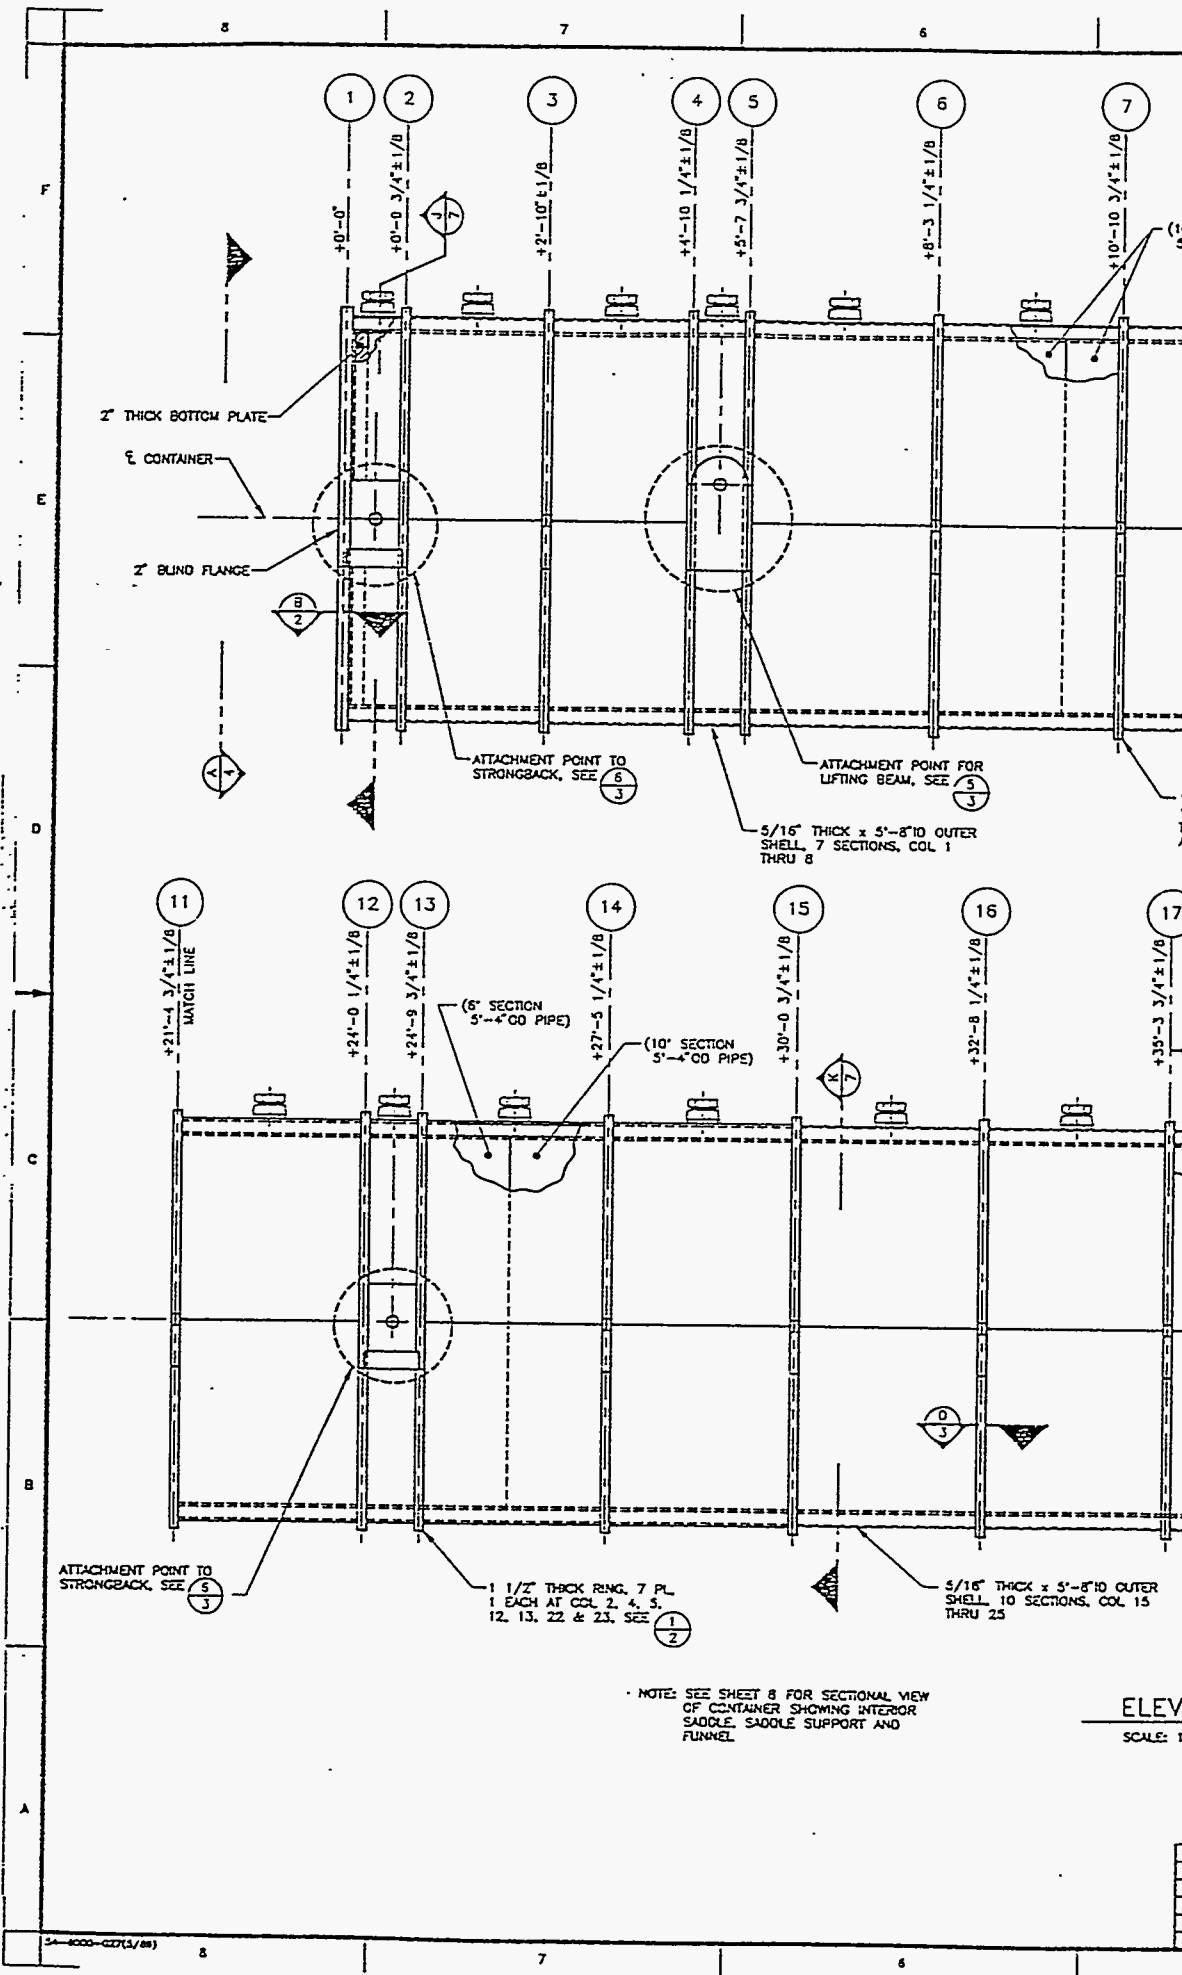 8 7 6
1 2 3 4 5 6 7
F
+0'-0"
+0'-0 3/4"±1/8
+2'-10"±1/8
+4'-10 1/4"±1/8
+5'-7 3/4"±1/8
+8'-3 1/4"±1/8
+10'-10 3/4"±1/8
J
7
2" THICK BOTTOM PLATE
℄ CONTAINER
E
2" BLIND FLANGE
B
2
A
4
ATTACHMENT POINT TO
STRONGBACK, SEE 6
3
ATTACHMENT POINT FOR
LIFTING BEAM, SEE 5
3
D
5/16" THICK x 5'-8"ID OUTER
SHELL, 7 SECTIONS, COL 1
THRU 8
11 12 13 14 15 16 17
+21'-4 3/4"±1/8
MATCH LINE
+24'-0 1/4"±1/8
+24'-9 3/4"±1/8
+27'-5 1/4"±1/8
+30'-0 3/4"±1/8
+32'-8 1/4"±1/8
+35'-3 3/4"±1/8
(6" SECTION
5'-4"OD PIPE)
(10' SECTION
5'-4"OD PIPE)
K
7
C
D
3
B
ATTACHMENT POINT TO
STRONGBACK, SEE 5
3
1 1/2" THICK RING, 7 PL,
1 EACH AT COL 2, 4, 5,
12, 13, 22 & 23, SEE 1
2
5/16" THICK x 5'-8"ID OUTER
SHELL, 10 SECTIONS, COL 15
THRU 25
NOTE: SEE SHEET 8 FOR SECTIONAL VIEW
OF CONTAINER SHOWING INTERIOR
SADDLE, SADDLE SUPPORT AND
FUNNEL
ELEV
SCALE:
A
8 7 6